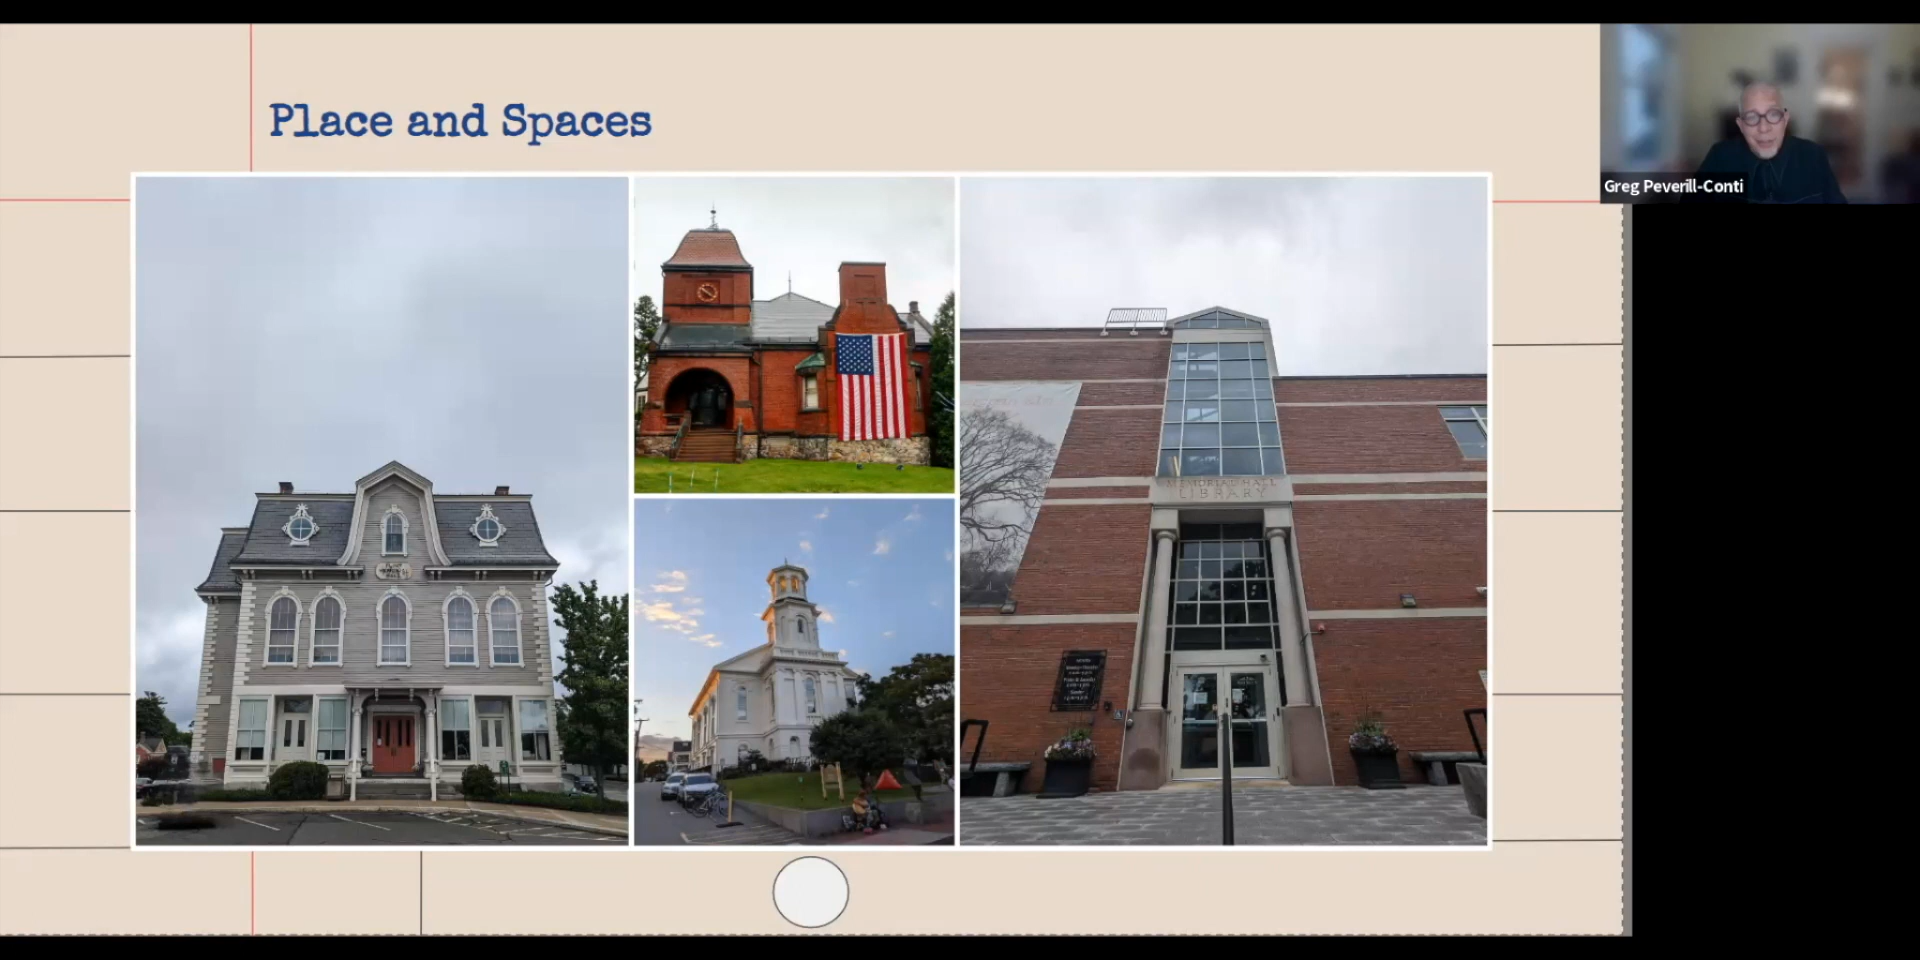 Place and Spaces
Greg Peverill-Conti
MEMORIAL HALL
LIBRARY